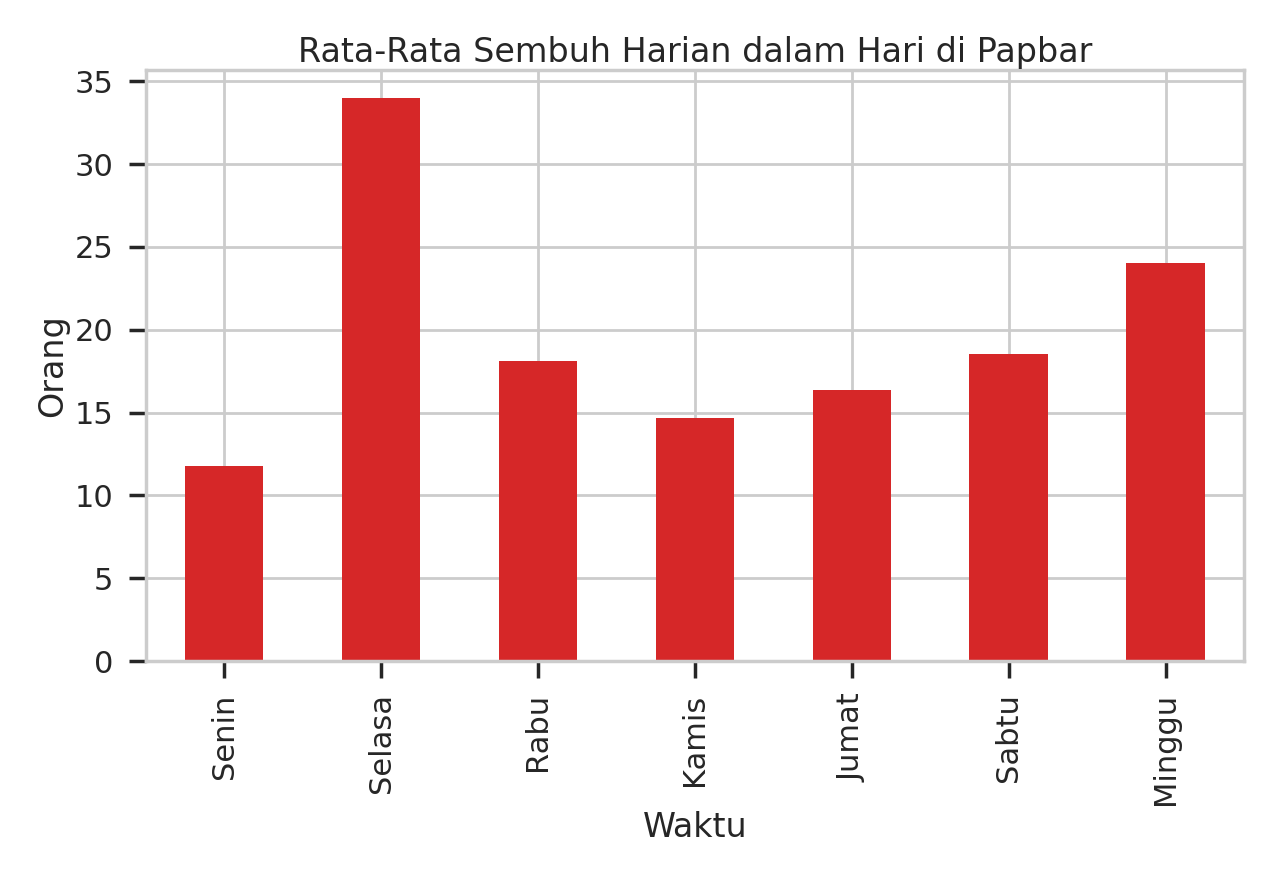 Rata-Rata Sembuh Harian dalam Hari di Papbar
35
30
25
20
15
10
5
0
Orang
Senin
Selasa
Rabu
Kamis
Jumat
Sabtu
Minggu
Waktu